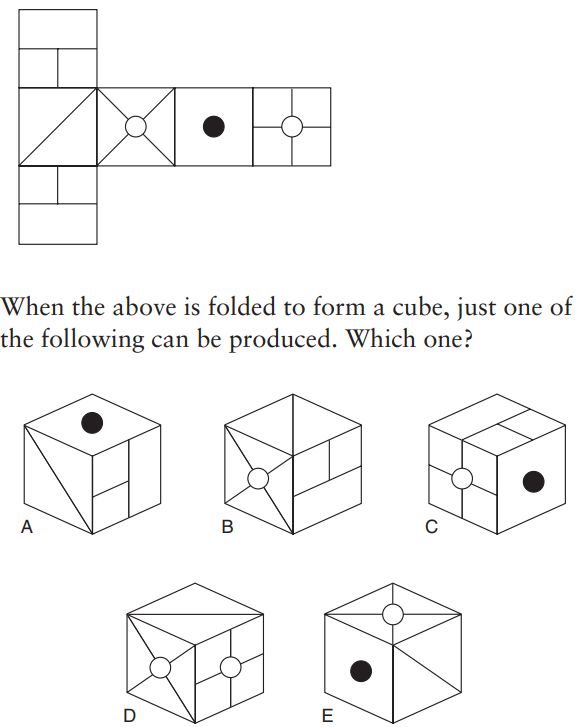 When the above is folded to form a cube, just one of
the following can be produced. Which one?
A
B
C
D
E